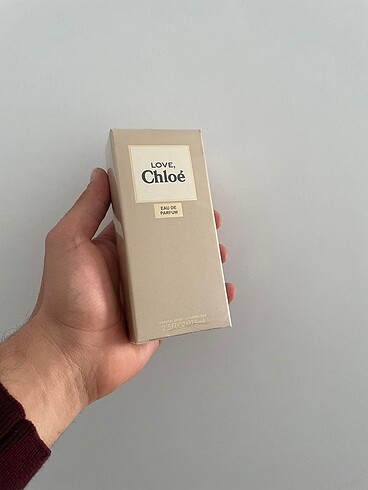 LOVE,
Chloé
EAU DE
PARFUM